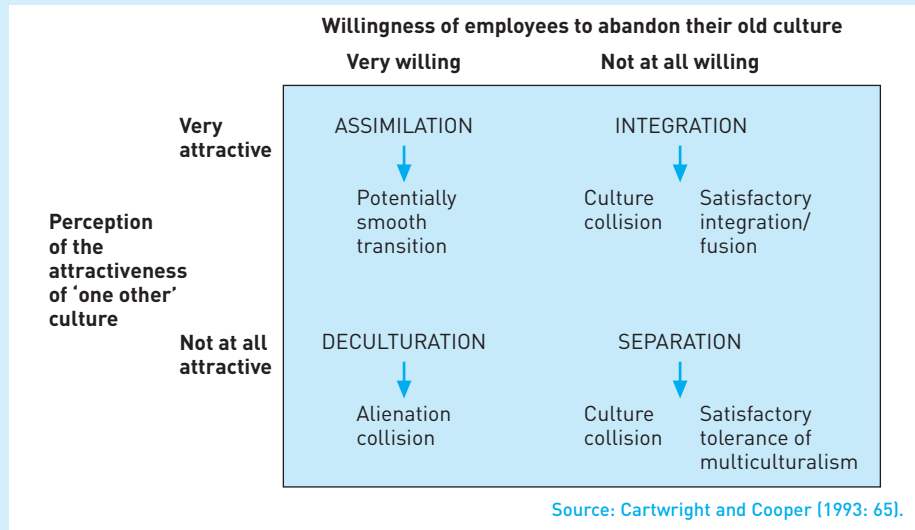 Willingness of employees to abandon their old culture
Very willing
Not at all willing
Very
attractive
ASSIMILATION
INTEGRATION
Potentially
smooth
transition
Culture
collision
Satisfactory
integration/
fusion
Perception
of the
attractiveness
of ‘one other’
culture
Not at all
attractive
DECULTURATION
SEPARATION
Alienation
collision
Culture
collision
Satisfactory
tolerance of
multiculturalism
Source: Cartwright and Cooper (1993: 65).